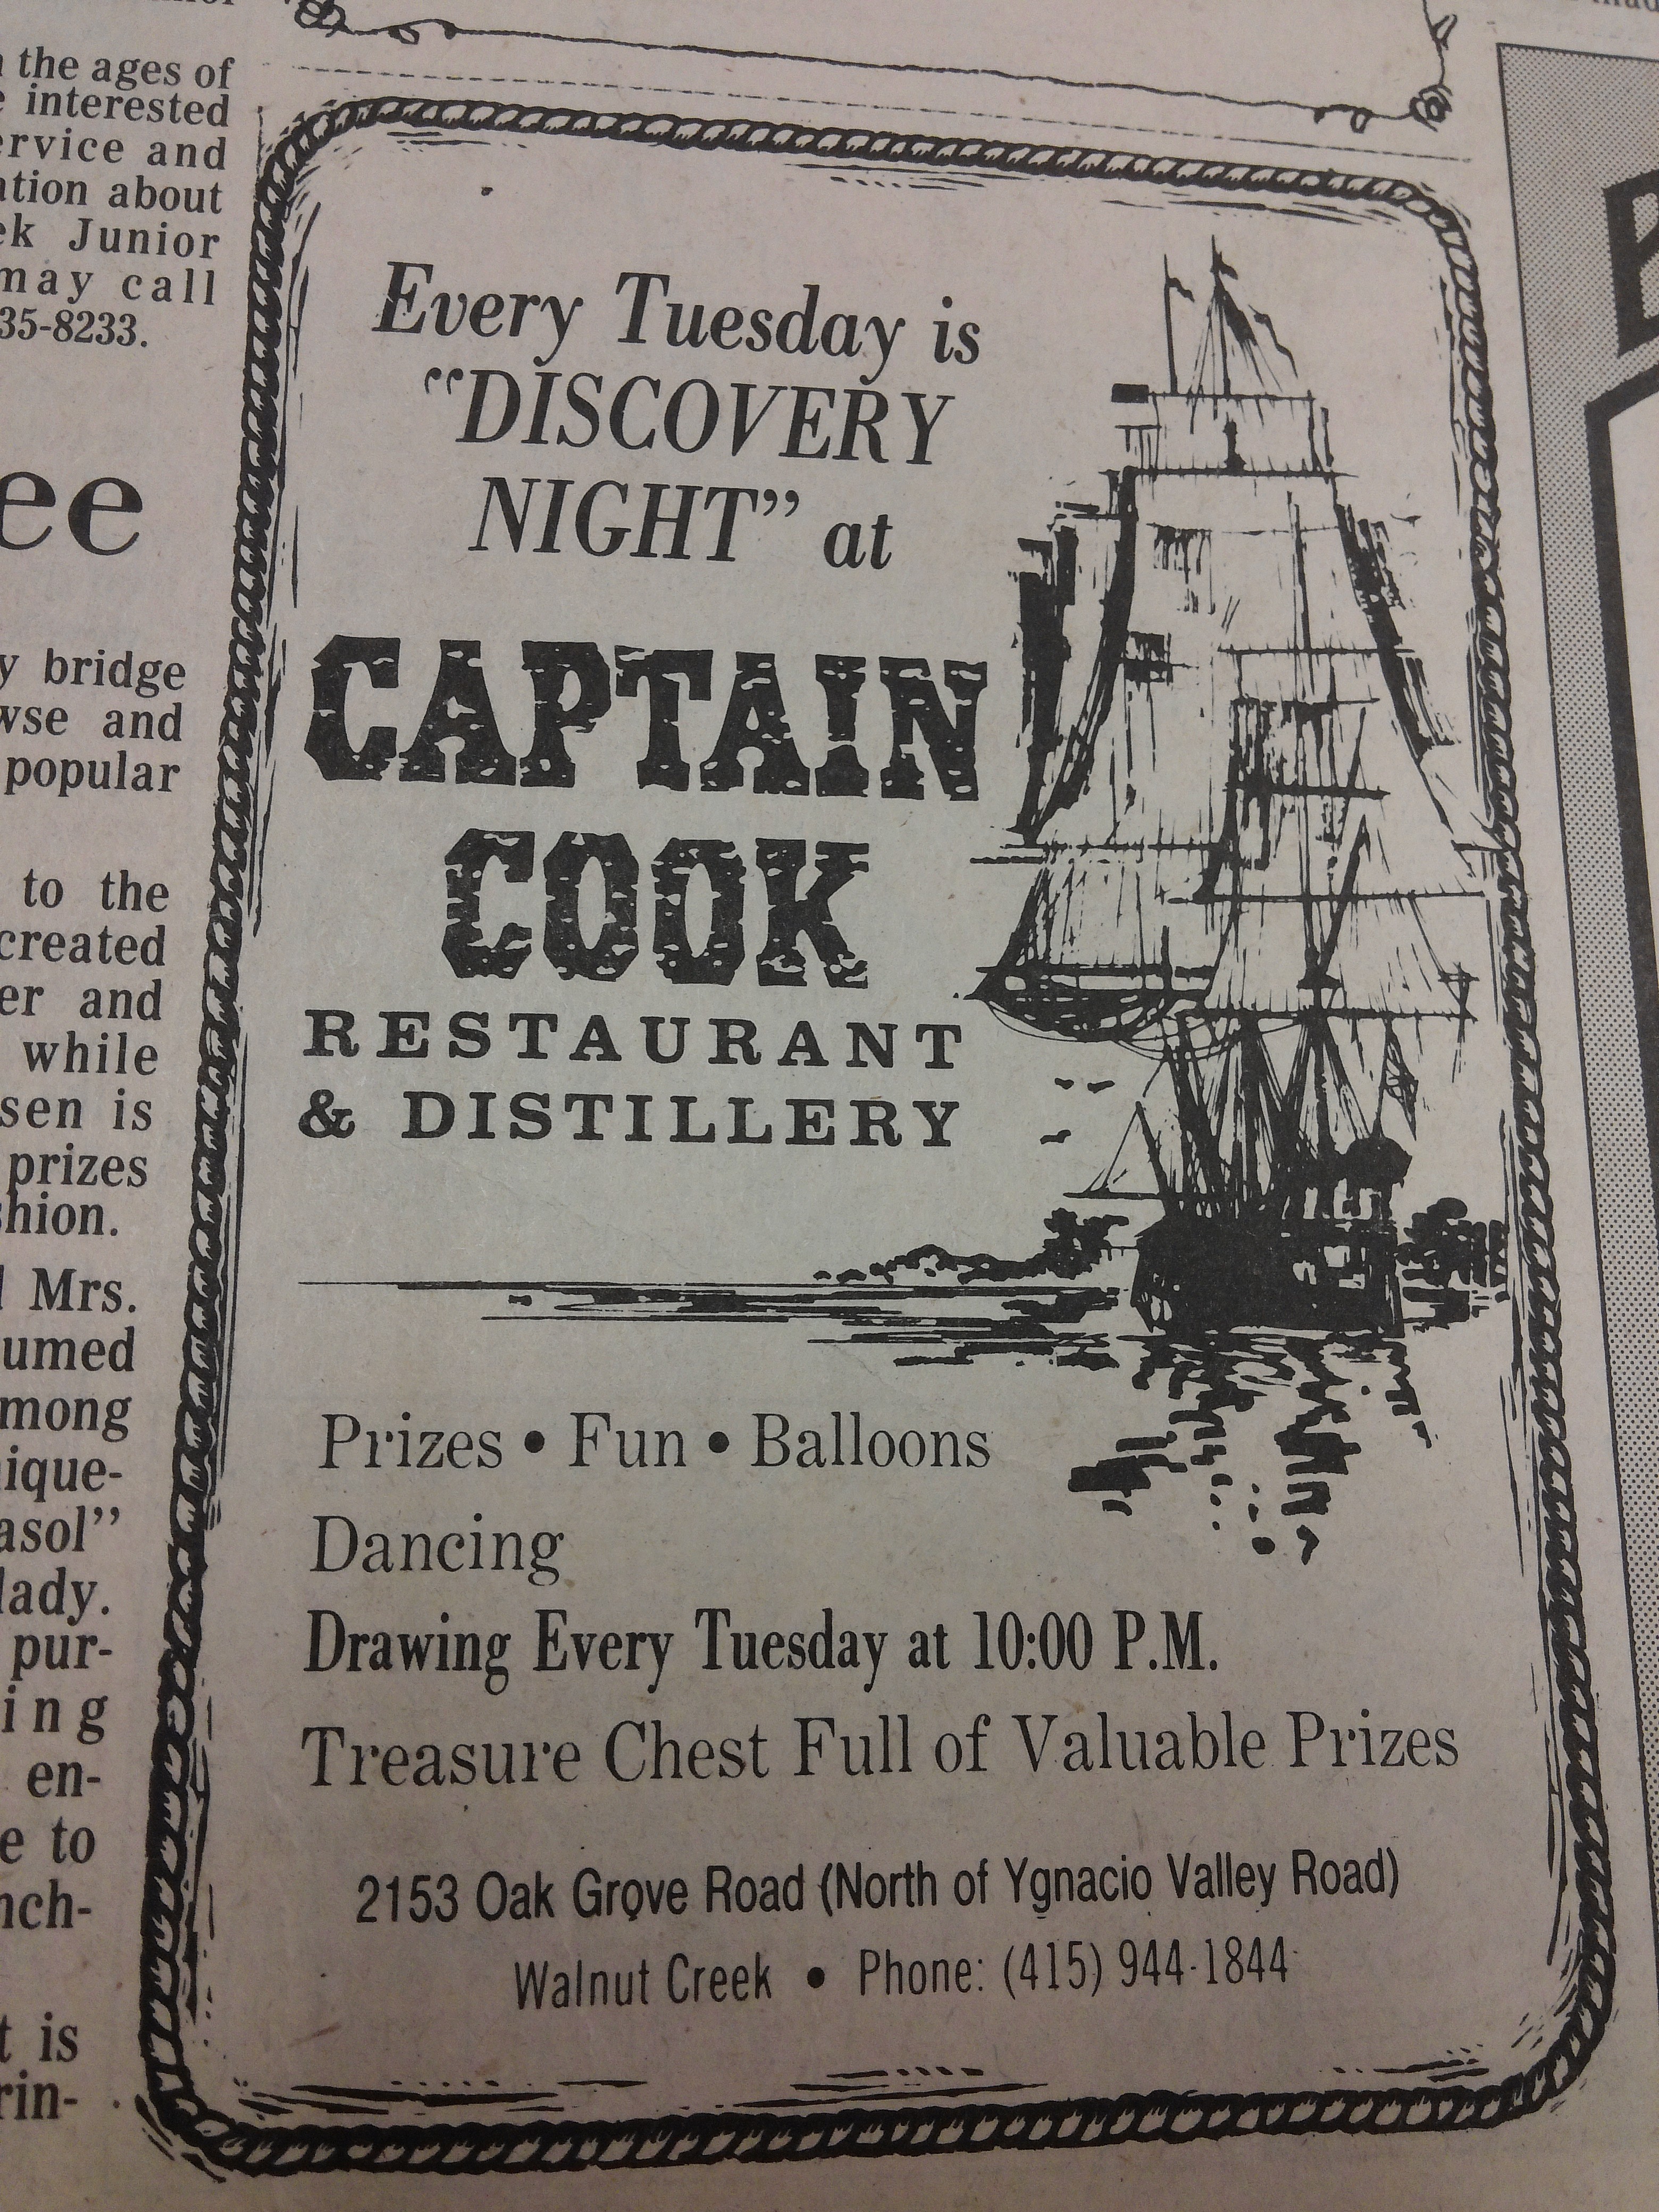 the ages of
interested
ervice and
ation about
ek Junior
may call
35-8233.
ee
y bridge
wse and
popular
to the
created
er and
while
sen is
prizes
shion.
Mrs.
umed
mong
ique-
asol”
lady.
pur-
ing
en-
e to
nch-
t is
rin-
Every Tuesday is
“DISCOVERY
NIGHT” at
CAPTAIN
COOK
RESTAURANT
& DISTILLERY
Prizes • Fun • Balloons
Dancing
Drawing Every Tuesday at 10:00 P.M.
Treasure Chest Full of Valuable Prizes
2153 Oak Grove Road (North of Ygnacio Valley Road)
Walnut Creek • Phone: (415) 944-1844